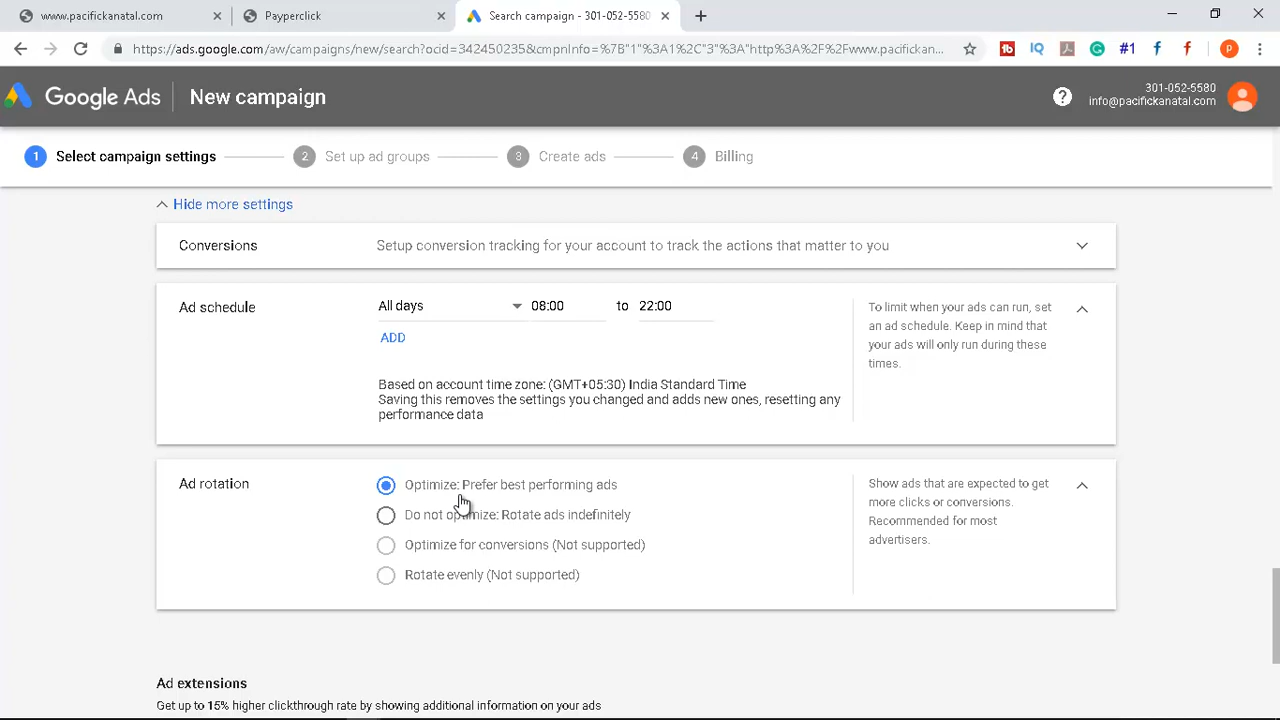 www.pacifickanatal.com
Payperclick
Search campaign - 301-052-5580
https://ads.google.com/aw/campaigns/new/search?ocid=342450235&cmpnInfo=%7B"1"%3A1%2C"3"%3A"http%3A%2F%2Fwww.pacifickan...
IQ
#1
P
Google Ads
New campaign
301-052-5580
info@pacifickanatal.com
1 Select campaign settings
2 Set up ad groups
3 Create ads
4 Billing
Hide more settings
Conversions
Setup conversion tracking for your account to track the actions that matter to you
Ad schedule
All days
08:00
to
22:00
ADD
To limit when your ads can run, set
an ad schedule. Keep in mind that
your ads will only run during these
times.
Based on account time zone: (GMT+05:30) India Standard Time
Saving this removes the settings you changed and adds new ones, resetting any
performance data
Ad rotation
Optimize: Prefer best performing ads
Do not optimize: Rotate ads indefinitely
Optimize for conversions (Not supported)
Rotate evenly (Not supported)
Show ads that are expected to get
more clicks or conversions.
Recommended for most
advertisers.
Ad extensions
Get up to 15% higher clickthrough rate by showing additional information on your ads